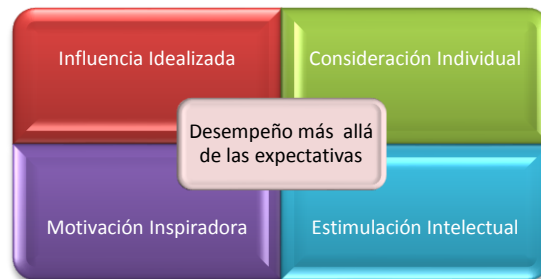 Influencia Idealizada
Consideración Individual
Desempeño más allá
de las expectativas
Motivación Inspiradora
Estimulación Intelectual